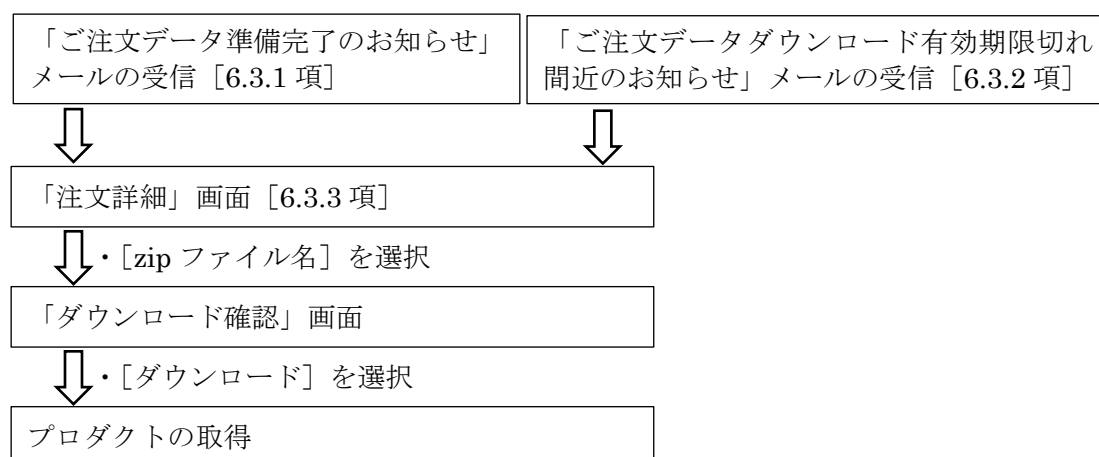 「ご注文データ準備完了のお知らせ」
メールの受信［6.3.1 項］
「ご注文データダウンロード有効期限切れ
間近のお知らせ」メールの受信［6.3.2 項］
「注文詳細」画面［6.3.3 項］
・［zip ファイル名］を選択
「ダウンロード確認」画面
・［ダウンロード］を選択
プロダクトの取得